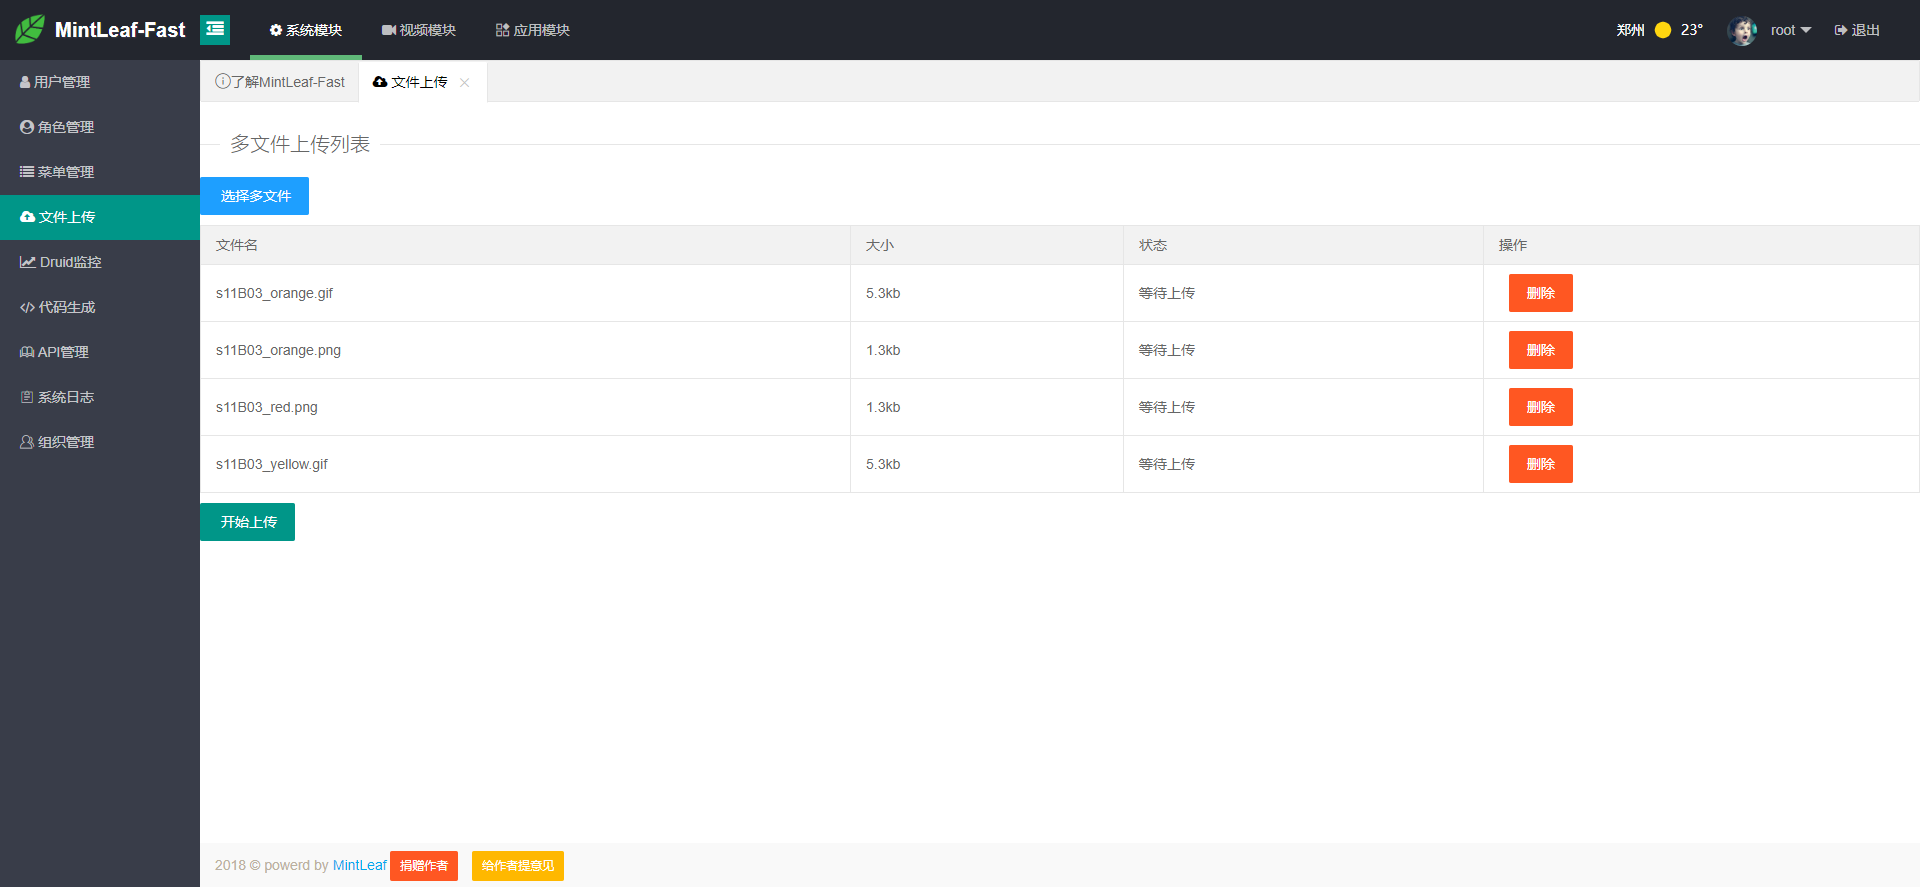 MintLeaf-Fast
系统模块
视频模块
应用模块
郑州
23°
root
退出
用户管理
角色管理
菜单管理
文件上传
Druid监控
代码生成
API管理
系统日志
组织管理
了解MintLeaf-Fast
文件上传
多文件上传列表
选择多文件
文件名 大小 状态 操作
s11B03_orange.gif 5.3kb 等待上传 删除
s11B03_orange.png 1.3kb 等待上传 删除
s11B03_red.png 1.3kb 等待上传 删除
s11B03_yellow.gif 5.3kb 等待上传 删除
开始上传
2018 © powerd by MintLeaf 捐赠作者 给作者提意见